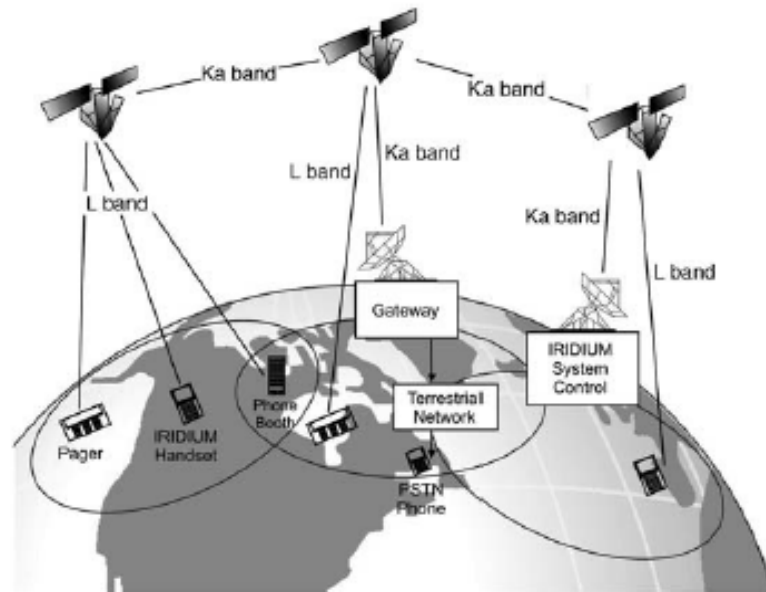 Ka band
Ka band
Ka band
L band
L band
Ka band
L band
Gateway
IRIDIUM
System
Control
Terrestrial
Network
Phone
Booth
IRIDIUM
Handset
Pager
PSTN
Phone